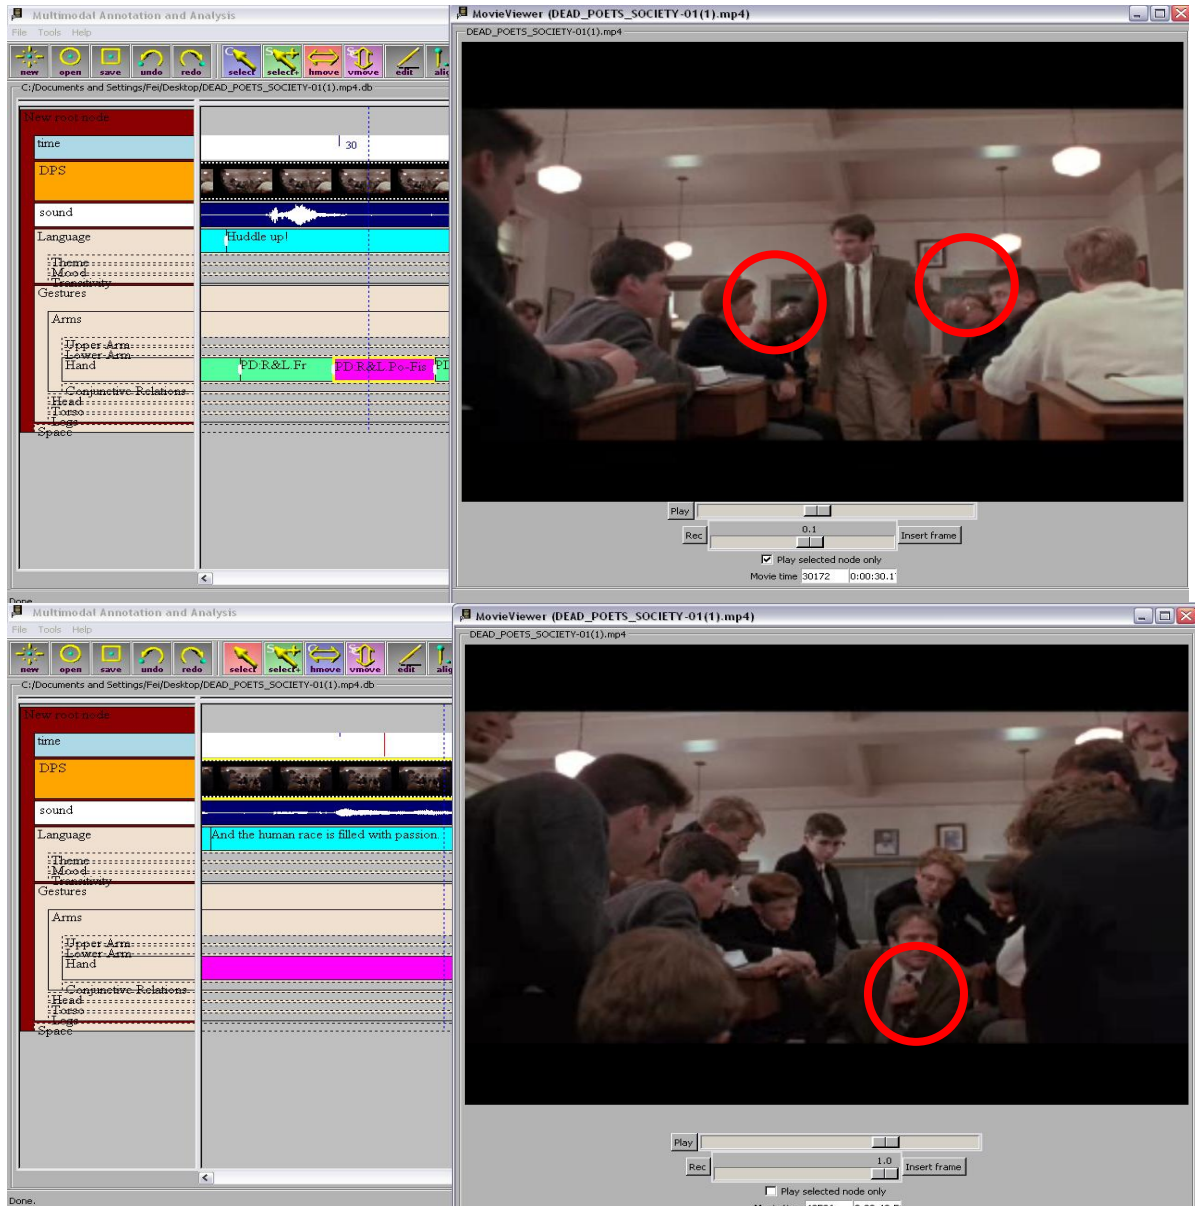 Multimodal Annotation and Analysis
File Tools Help
new open save undo redo select select+ hmove vmove edit
C:/Documents and Settings/Fei/Desktop/DEAD_POETS_SOCIETY-01(1).mp4.db
New root node
time
30
DPS
sound
Language
Huddle up!
Theme
Mood
Transitivity
Gestures
Arms
Upper Arm
Lower Arm
Hand
PD:R&L.Fr PD:R&L.Po-Fis PD
Conjunctive Relations
Head
Torso
Legs
Space
Done.
MovieViewer (DEAD_POETS_SOCIETY-01(1).mp4)
DEAD_POETS_SOCIETY-01(1).mp4
Play
0.1
Rec Insert frame
Play selected node only
Movie time 30172 0:00:30.1
Multimodal Annotation and Analysis
File Tools Help
new open save undo redo select select+ hmove vmove edit
C:/Documents and Settings/Fei/Desktop/DEAD_POETS_SOCIETY-01(1).mp4.db
New root node
time
DPS
sound
Language
And the human race is filled with passion.
Theme
Mood
Transitivity
Gestures
Arms
Upper Arm
Lower Arm
Hand
Conjunctive Relations
Head
Torso
Legs
Space
Done.
MovieViewer (DEAD_POETS_SOCIETY-01(1).mp4)
DEAD_POETS_SOCIETY-01(1).mp4
Play
1.0
Rec Insert frame
Play selected node only